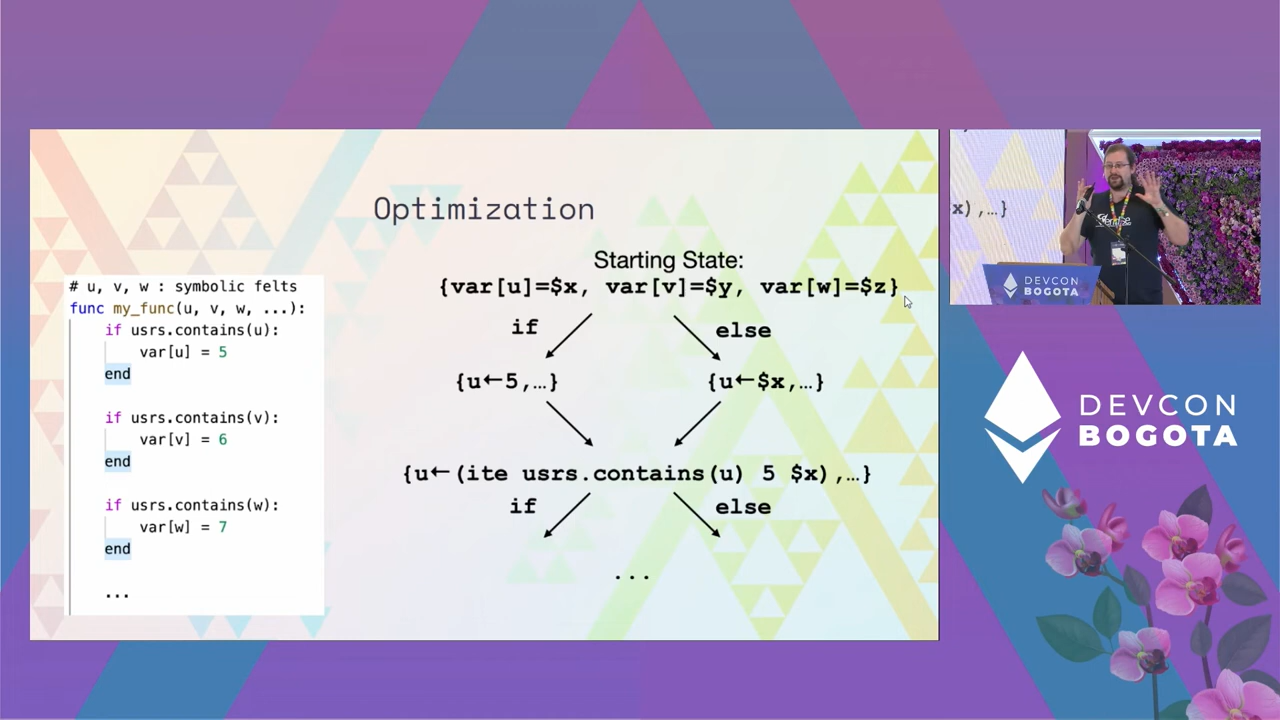 Optimization
# u, v, w : symbolic felts
func my_func(u, v, w, ...):
if usrs.contains(u):
var[u] = 5
end
if usrs.contains(v):
var[v] = 6
end
if usrs.contains(w):
var[w] = 7
end
...
Starting State:
{var[u]=$x, var[v]=$y, var[w]=$z}
if
else
{u←5,…}
{u←$x,…}
{u←(ite usrs.contains(u) 5 $x),…}
if
else
...
x),…}
DEVCON
BOGOTA
DEVCON
BOGOTA